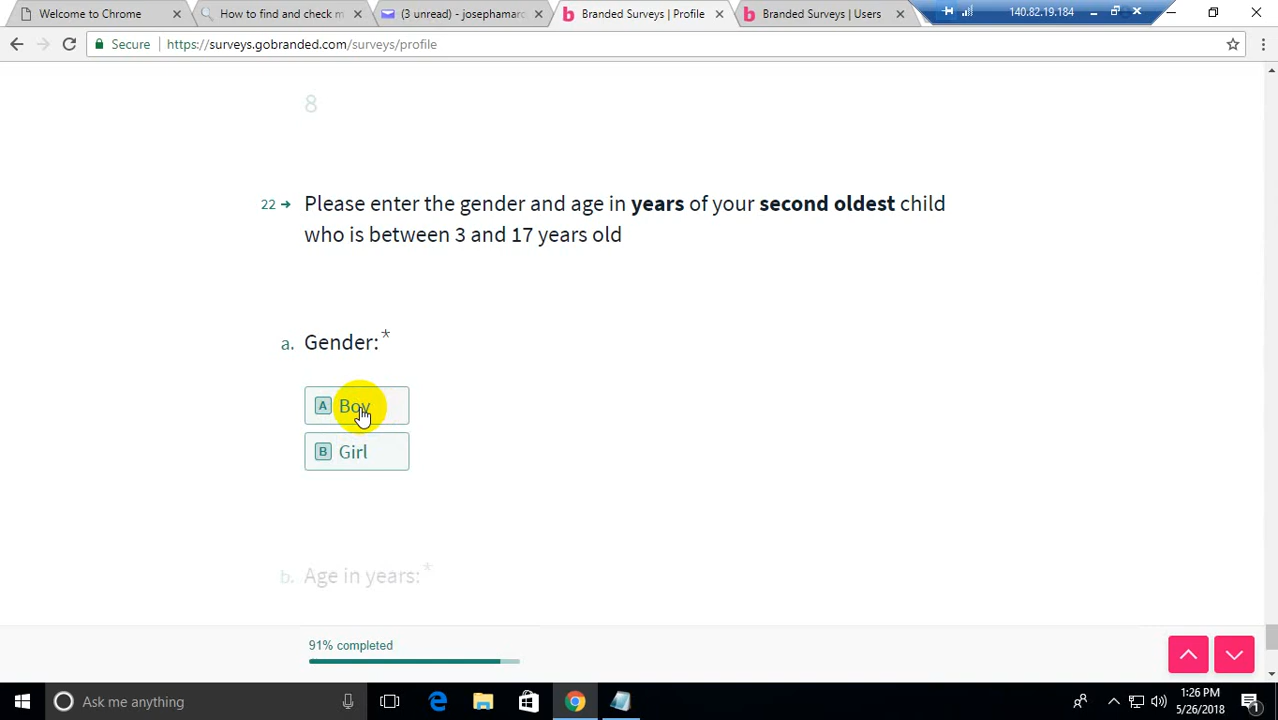 Welcome to Chrome
How to find and check m
(3 unread) - josephamarc
Branded Surveys | Profile
Branded Surveys | Users
140.82.19.184
Secure
https://surveys.gobranded.com/surveys/profile
8
22 → Please enter the gender and age in years of your second oldest child
who is between 3 and 17 years old
a. Gender:*
A Boy
B Girl
b. Age in years:*
91% completed
Ask me anything
1:26 PM
5/26/2018
1